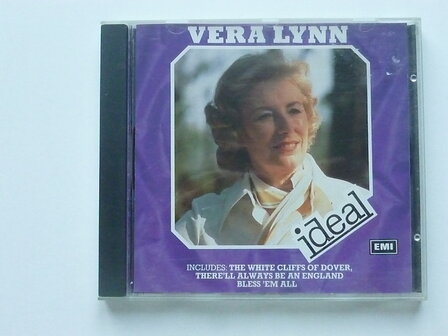 VERA LYNN
ideal
EMI
INCLUDES: THE WHITE CLIFFS OF DOVER,
THERE'LL ALWAYS BE AN ENGLAND
BLESS 'EM ALL